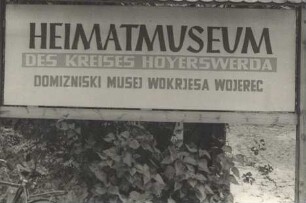 HEIMATMUSEUM
DES KREISES HOYERSWERDA
DOMIZNISKI MUSEJ WOKRJESA WOJEREC